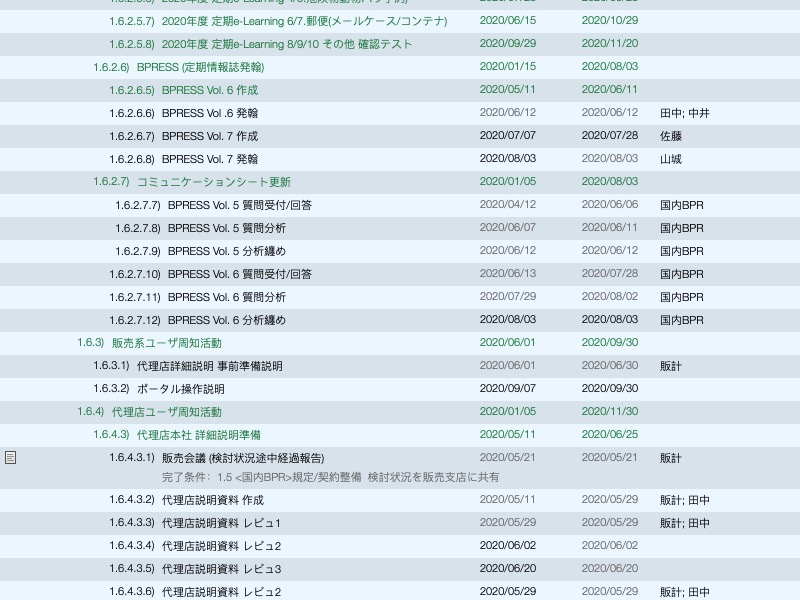 1.6.2.5.7) 2020年度 定期e-Learning 6/7.郵便(メールケース/コンテナ) 2020/06/15 2020/10/29
1.6.2.5.8) 2020年度 定期e-Learning 8/9/10 その他 確認テスト 2020/09/29 2020/11/20
1.6.2.6) BPRESS (定期情報誌発翰) 2020/01/15 2020/08/03
1.6.2.6.5) BPRESS Vol. 6 作成 2020/05/11 2020/06/11
1.6.2.6.6) BPRESS Vol .6 発翰 2020/06/12 2020/06/12 田中; 中井
1.6.2.6.7) BPRESS Vol. 7 作成 2020/07/07 2020/07/28 佐藤
1.6.2.6.8) BPRESS Vol. 7 発翰 2020/08/03 2020/08/03 山城
1.6.2.7) コミュニケーションシート更新 2020/01/05 2020/08/03
1.6.2.7.7) BPRESS Vol. 5 質問受付/回答 2020/04/12 2020/06/06 国内BPR
1.6.2.7.8) BPRESS Vol. 5 質問分析 2020/06/07 2020/06/11 国内BPR
1.6.2.7.9) BPRESS Vol. 5 分析纏め 2020/06/12 2020/06/12 国内BPR
1.6.2.7.10) BPRESS Vol. 6 質問受付/回答 2020/06/13 2020/07/28 国内BPR
1.6.2.7.11) BPRESS Vol. 6 質問分析 2020/07/29 2020/08/02 国内BPR
1.6.2.7.12) BPRESS Vol. 6 分析纏め 2020/08/03 2020/08/03 国内BPR
1.6.3) 販売系ユーザ周知活動 2020/06/01 2020/09/30
1.6.3.1) 代理店詳細説明 事前準備説明 2020/06/01 2020/06/30 販計
1.6.3.2) ポータル操作説明 2020/09/07 2020/09/30
1.6.4) 代理店ユーザ周知活動 2020/01/05 2020/11/30
1.6.4.3) 代理店本社 詳細説明準備 2020/05/11 2020/06/25
1.6.4.3.1) 販売会議 (検討状況途中経過報告) 2020/05/21 2020/05/21 販計
完了条件: 1.5 <国内BPR>規定/契約整備 検討状況を販売支店に共有
1.6.4.3.2) 代理店説明資料 作成 2020/05/11 2020/05/29 販計; 田中
1.6.4.3.3) 代理店説明資料 レビュ1 2020/05/29 2020/05/29 販計; 田中
1.6.4.3.4) 代理店説明資料 レビュ2 2020/06/02 2020/06/02
1.6.4.3.5) 代理店説明資料 レビュ3 2020/06/20 2020/06/20
1.6.4.3.6) 代理店説明資料 レビュ2 2020/05/29 2020/05/29 販計; 田中